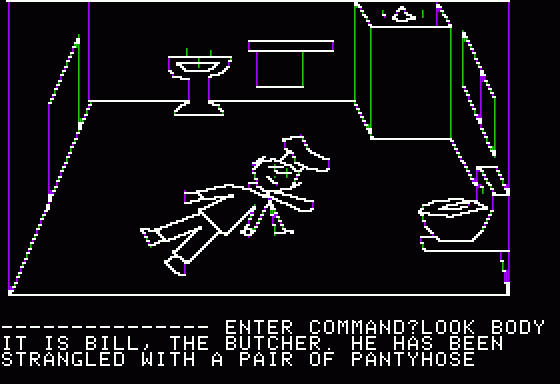 --------------- ENTER COMMAND?LOOK BODY
IT IS BILL, THE BUTCHER. HE HAS BEEN
STRANGLED WITH A PAIR OF PANTYHOSE